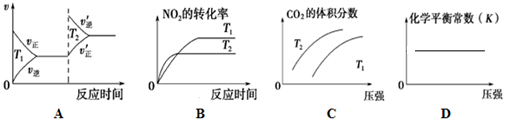 v
v正
v逆
T₁
v′逆
T₂
v′正
0
反应时间
A
NO₂的转化率
T₁
T₂
0
反应时间
B
CO₂的体积分数
T₂
T₁
0
压强
C
化学平衡常数(K)
0
压强
D